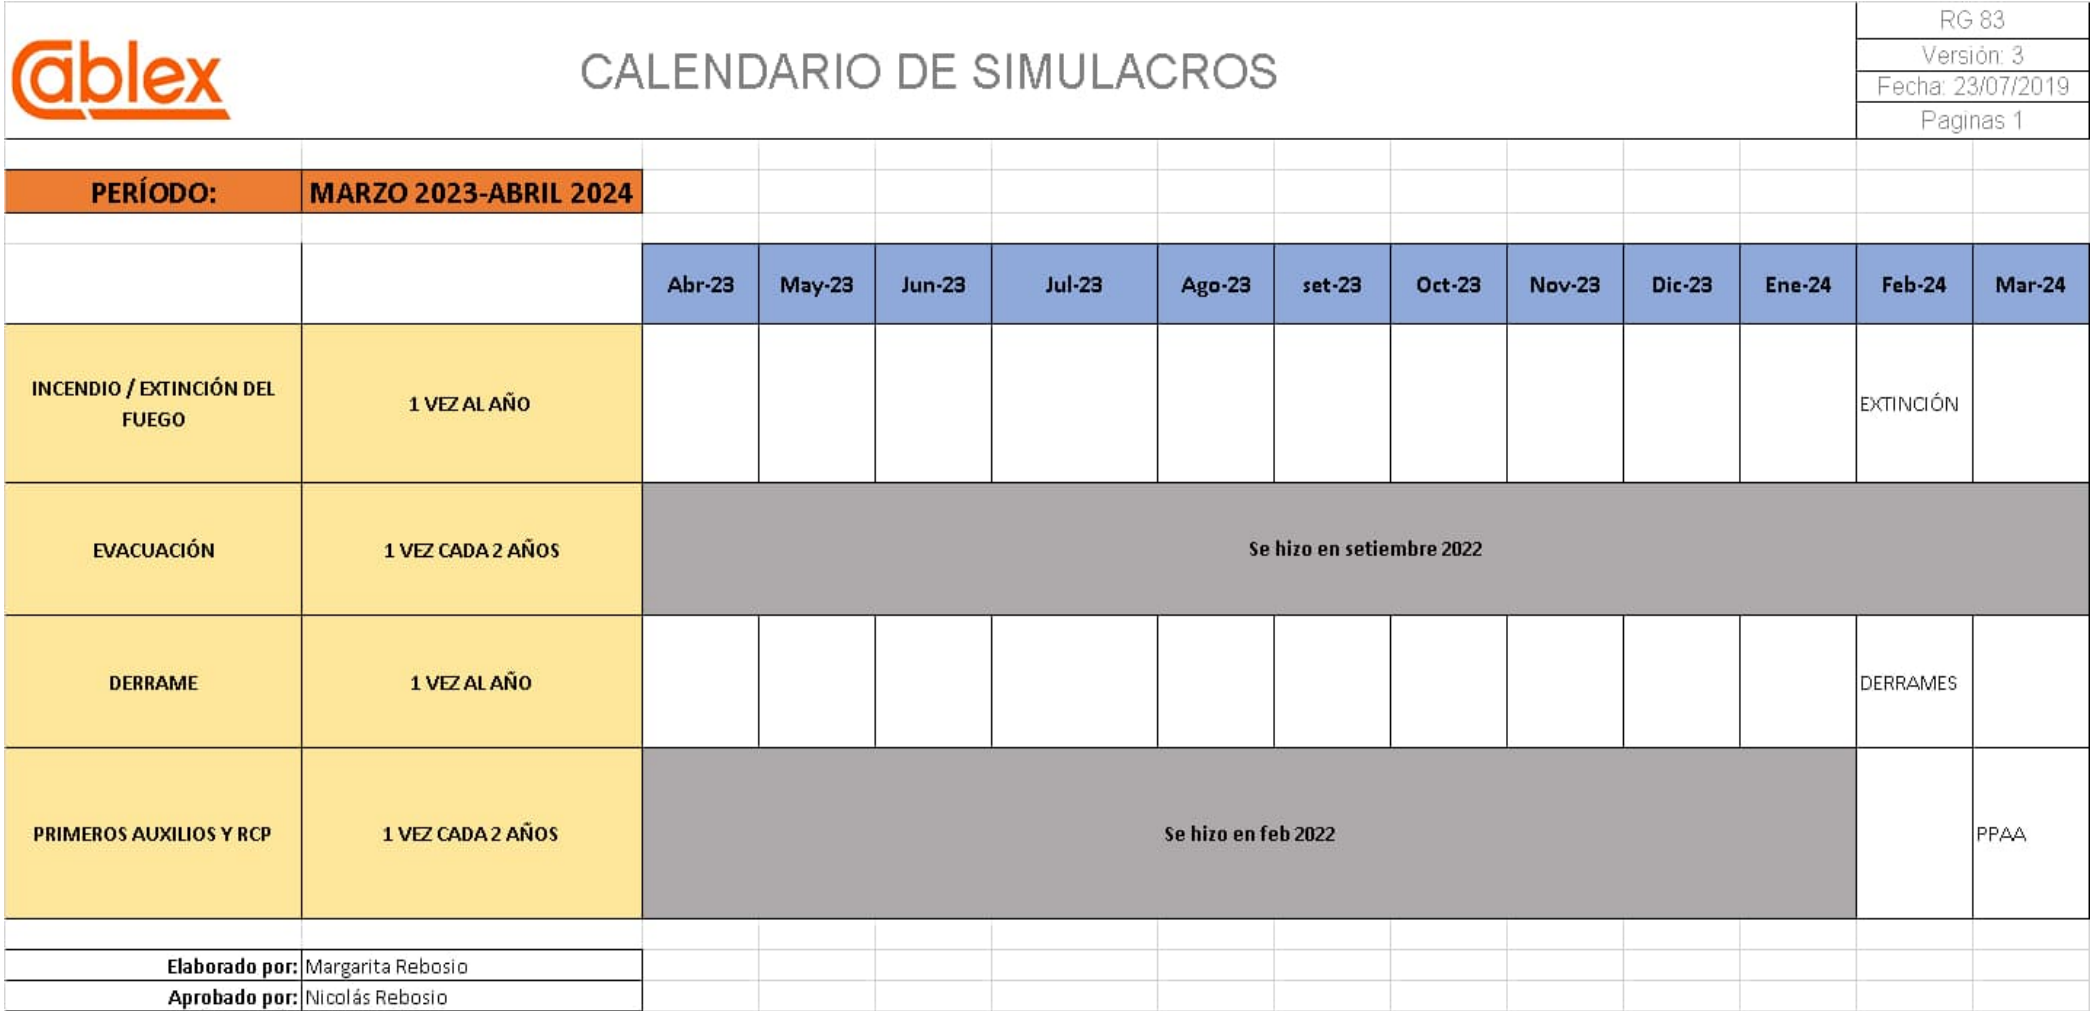 Cablex
CALENDARIO DE SIMULACROS
RG 83
Versión: 3
Fecha: 23/07/2019
Paginas 1
PERÍODO: MARZO 2023-ABRIL 2024
Abr-23 May-23 Jun-23 Jul-23 Ago-23 set-23 Oct-23 Nov-23 Dic-23 Ene-24 Feb-24 Mar-24
INCENDIO / EXTINCIÓN DEL
FUEGO
1 VEZ AL AÑO
EXTINCIÓN
EVACUACIÓN
1 VEZ CADA 2 AÑOS
Se hizo en setiembre 2022
DERRAME
1 VEZ AL AÑO
DERRAMES
PRIMEROS AUXILIOS Y RCP
1 VEZ CADA 2 AÑOS
Se hizo en feb 2022
PPAA
Elaborado por: Margarita Rebosio
Aprobado por: Nicolás Rebosio